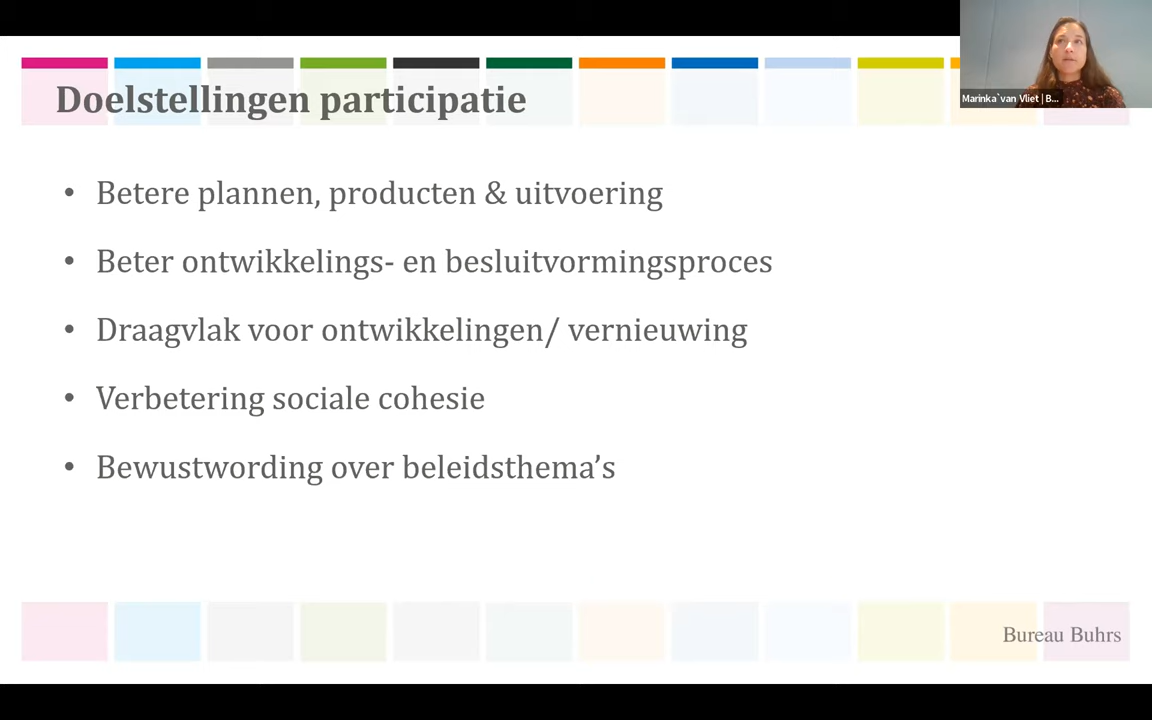 Marinka`van Vliet | B...
Doelstellingen participatie
• Betere plannen, producten & uitvoering
• Beter ontwikkelings- en besluitvormingsproces
• Draagvlak voor ontwikkelingen/ vernieuwing
• Verbetering sociale cohesie
• Bewustwording over beleidsthema’s
Bureau Buhrs